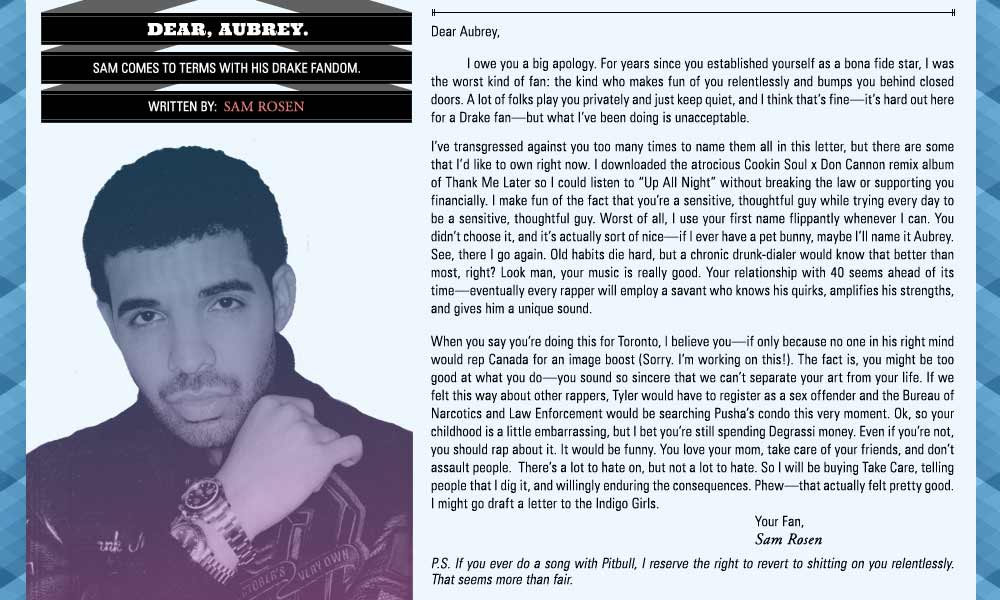 DEAR, AUBREY.
SAM COMES TO TERMS WITH HIS DRAKE FANDOM.
WRITTEN BY: SAM ROSEN
Dear Aubrey,
I owe you a big apology. For years since you established yourself as a bona fide star, I was
the worst kind of fan: the kind who makes fun of you relentlessly and bumps you behind closed
doors. A lot of folks play you privately and just keep quiet, and I think that's fine—it's hard out here
for a Drake fan—but what I've been doing is unacceptable.
I've transgressed against you too many times to name them all in this letter, but there are some
that I'd like to own right now. I downloaded the atrocious Cookin Soul x Don Cannon remix album
of Thank Me Later so I could listen to "Up All Night" without breaking the law or supporting you
financially. I make fun of the fact that you're a sensitive, thoughtful guy while trying every day to
be a sensitive, thoughtful guy. Worst of all, I use your first name flippantly whenever I can. You
didn't choose it, and it's actually sort of nice—if I ever have a pet bunny, maybe I'll name it Aubrey.
See, there I go again. Old habits die hard, but a chronic drunk-dialer would know that better than
most, right? Look man, your music is really good. Your relationship with 40 seems ahead of its
time—eventually every rapper will employ a savant who knows his quirks, amplifies his strengths,
and gives him a unique sound.
When you say you're doing this for Toronto, I believe you—if only because no one in his right mind
would rep Canada for an image boost (Sorry. I'm working on this!). The fact is, you might be too
good at what you do—you sound so sincere that we can't separate your art from your life. If we
felt this way about other rappers, Tyler would have to register as a sex offender and the Bureau of
Narcotics and Law Enforcement would be searching Pusha's condo this very moment. Ok, so your
childhood is a little embarrassing, but I bet you're still spending Degrassi money. Even if you're not,
you should rap about it. It would be funny. You love your mom, take care of your friends, and don't
assault people. There's a lot to hate on, but not a lot to hate. So I will be buying Take Care, telling
people that I dig it, and willingly enduring the consequences. Phew—that actually felt pretty good.
I might go draft a letter to the Indigo Girls.
Your Fan,
Sam Rosen
P.S. If you ever do a song with Pitbull, I reserve the right to revert to shitting on you relentlessly.
That seems more than fair.
VERY OWN